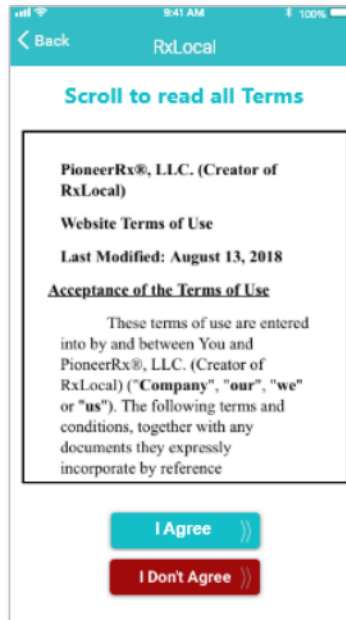 9:41 AM
100%
Back
RxLocal
Scroll to read all Terms
PioneerRx®, LLC. (Creator of
RxLocal)
Website Terms of Use
Last Modified: August 13, 2018
Acceptance of the Terms of Use
These terms of use are entered
into by and between You and
PioneerRx®, LLC. (Creator of
RxLocal) ("Company", "our", "we"
or "us"). The following terms and
conditions, together with any
documents they expressly
incorporate by reference
I Agree
I Don't Agree